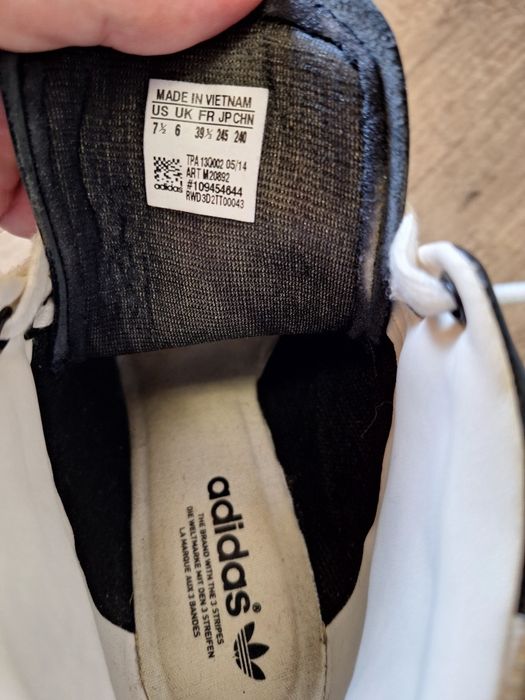 MADE IN VIETNAM
US UK FR JP CHN
7½ 6 39⅓ 245 240
TPA 13Q002 05/14
ART M20892
#109454644
RWD3D2TT00043
adidas
adidas®
THE BRAND WITH THE 3 STRIPES
DIE WELTMARKE MIT DEN 3 STREIFEN
LA MARQUE AUX 3 BANDES